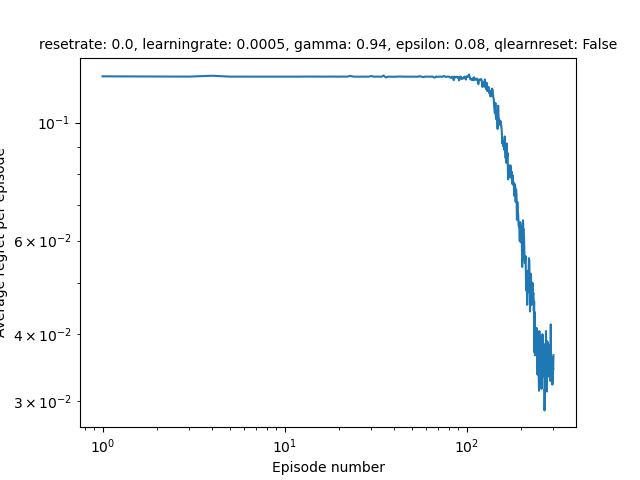 resetrate: 0.0, learningrate: 0.0005, gamma: 0.94, epsilon: 0.08, qlearnreset: False
Average regret per episode
10⁻¹
6 × 10⁻²
4 × 10⁻²
3 × 10⁻²
10⁰ 10¹ 10²
Episode number